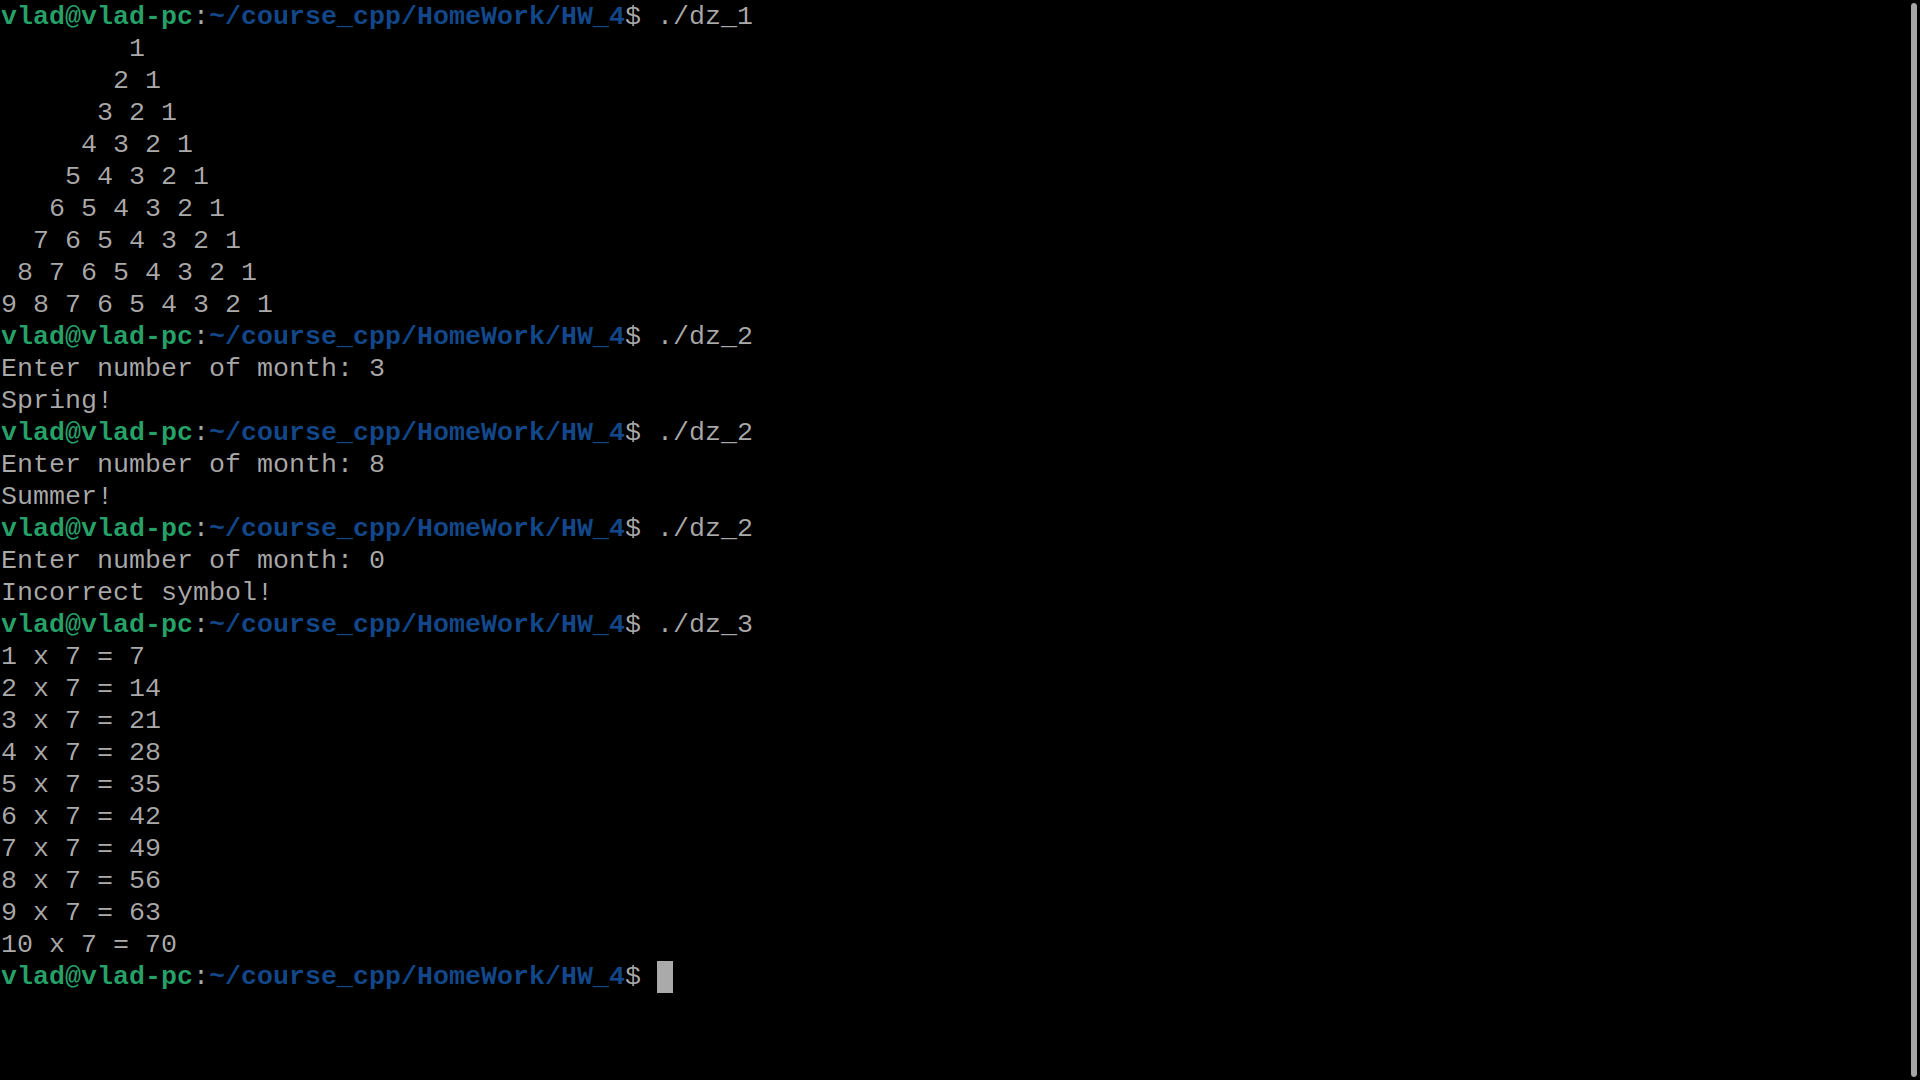 vlad@vlad-pc:~/course_cpp/HomeWork/HW_4$ ./dz_1
        1
       2 1
      3 2 1
     4 3 2 1
    5 4 3 2 1
   6 5 4 3 2 1
  7 6 5 4 3 2 1
 8 7 6 5 4 3 2 1
9 8 7 6 5 4 3 2 1
vlad@vlad-pc:~/course_cpp/HomeWork/HW_4$ ./dz_2
Enter number of month: 3
Spring!
vlad@vlad-pc:~/course_cpp/HomeWork/HW_4$ ./dz_2
Enter number of month: 8
Summer!
vlad@vlad-pc:~/course_cpp/HomeWork/HW_4$ ./dz_2
Enter number of month: 0
Incorrect symbol!
vlad@vlad-pc:~/course_cpp/HomeWork/HW_4$ ./dz_3
1 x 7 = 7
2 x 7 = 14
3 x 7 = 21
4 x 7 = 28
5 x 7 = 35
6 x 7 = 42
7 x 7 = 49
8 x 7 = 56
9 x 7 = 63
10 x 7 = 70
vlad@vlad-pc:~/course_cpp/HomeWork/HW_4$